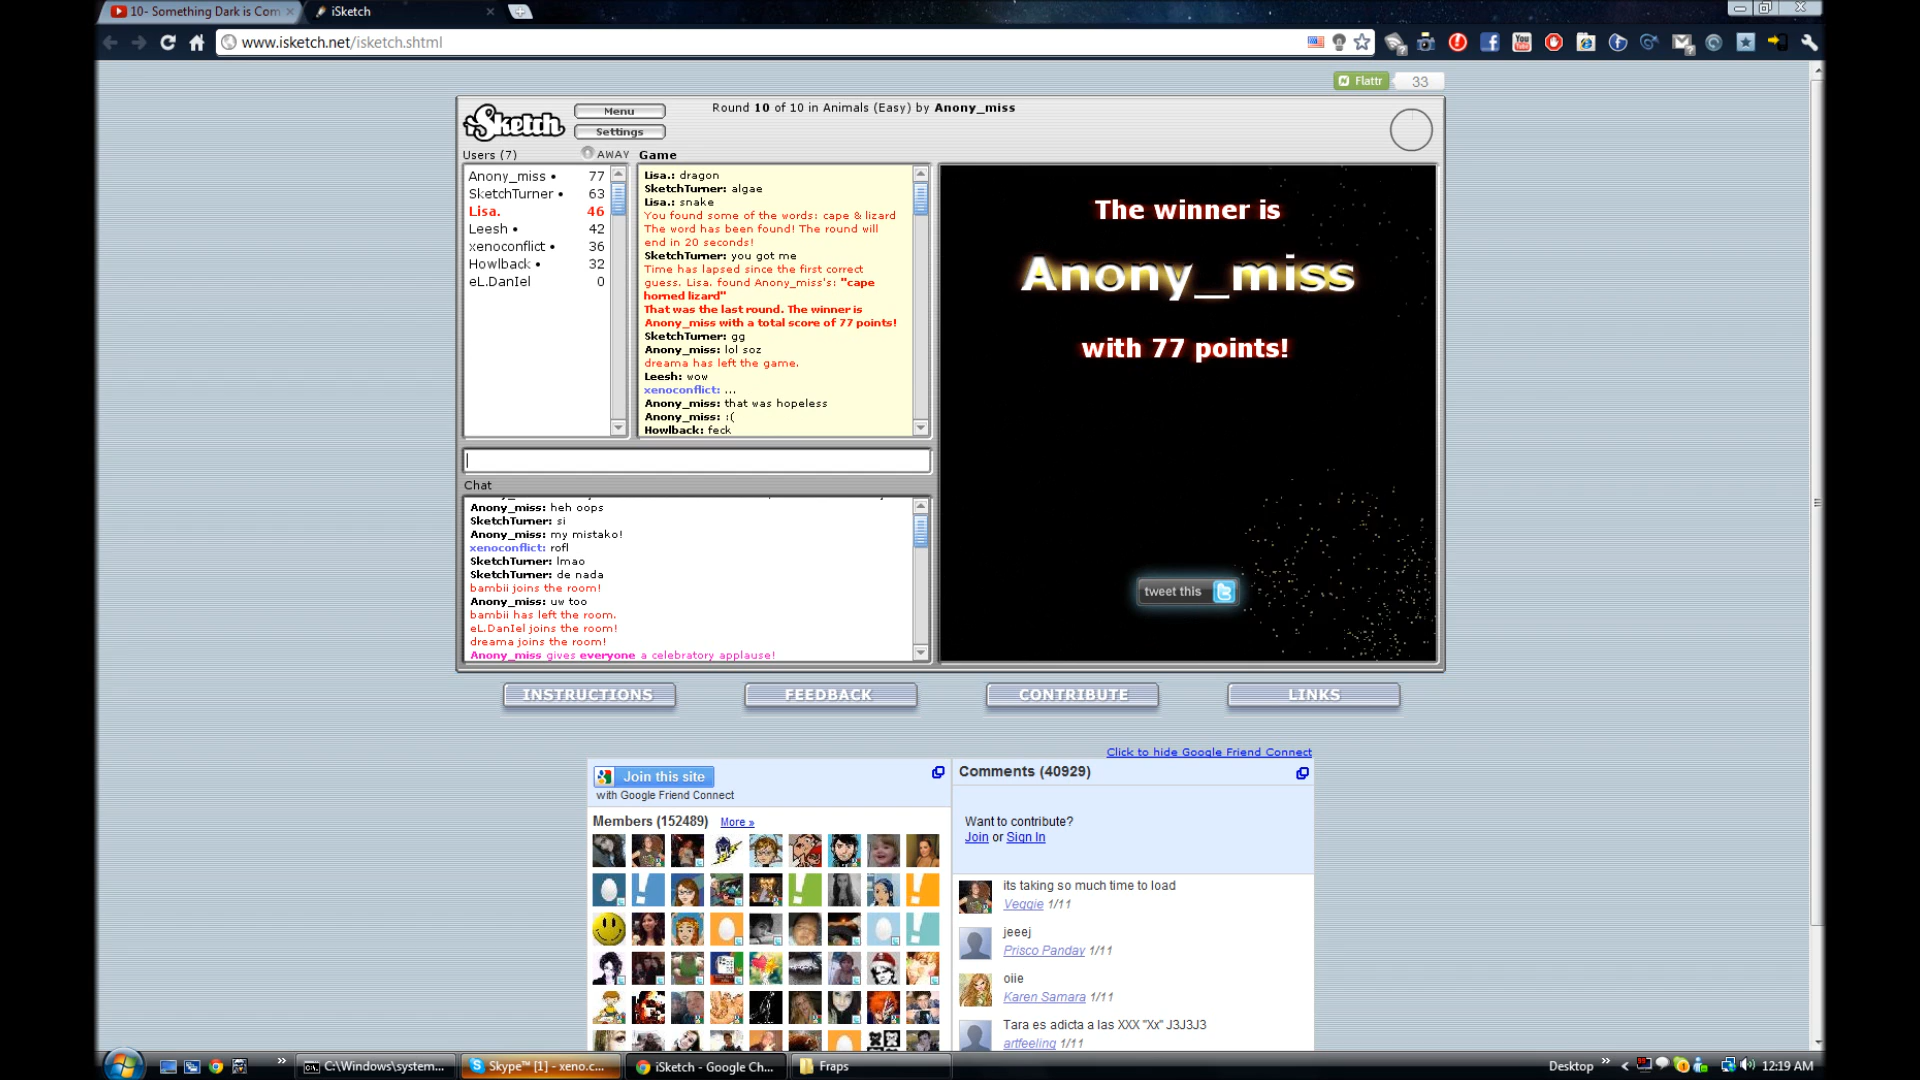 10- Something Dark is Com
iSketch
www.isketch.net/isketch.shtml
Flattr
33
iSketch
Menu
Settings
Round 10 of 10 in Animals (Easy) by Anony_miss
Users (7)
AWAY
Game
Anony_miss • 77
SketchTurner • 63
Lisa. 46
Leesh • 42
xenoconflict • 36
Howlback • 32
eL.DanIel 0
Lisa.: dragon
SketchTurner: algae
Lisa.: snake
You found some of the words: cape & lizard
The word has been found! The round will
end in 20 seconds!
SketchTurner: you got me
Time has lapsed since the first correct
guess. Lisa. found Anony_miss's: "cape
horned lizard"
That was the last round. The winner is
Anony_miss with a total score of 77 points!
SketchTurner: gg
Anony_miss: lol soz
dreama has left the game.
Leesh: wow
xenoconflict: ...
Anony_miss: that was hopeless
Anony_miss: :(
Howlback: feck
The winner is
Anony_miss
with 77 points!
tweet this
Chat
Anony_miss: heh oops
SketchTurner: si
Anony_miss: my mistako!
xenoconflict: rofl
SketchTurner: lmao
SketchTurner: de nada
bambii joins the room!
Anony_miss: uw too
bambii has left the room.
eL.DanIel joins the room!
dreama joins the room!
Anony_miss gives everyone a celebratory applause!
INSTRUCTIONS
FEEDBACK
CONTRIBUTE
LINKS
Click to hide Google Friend Connect
Join this site
with Google Friend Connect
Members (152489) More »
Comments (40929)
Want to contribute?
Join or Sign In
its taking so much time to load
Veggie 1/11
jeeej
Prisco Panday 1/11
oiie
Karen Samara 1/11
Tara es adicta a las XXX "Xx" J3J3J3
artfeeling 1/11
C:\Windows\system...
Skype™ [1] - xeno.c...
iSketch - Google Ch...
Fraps
Desktop
12:19 AM